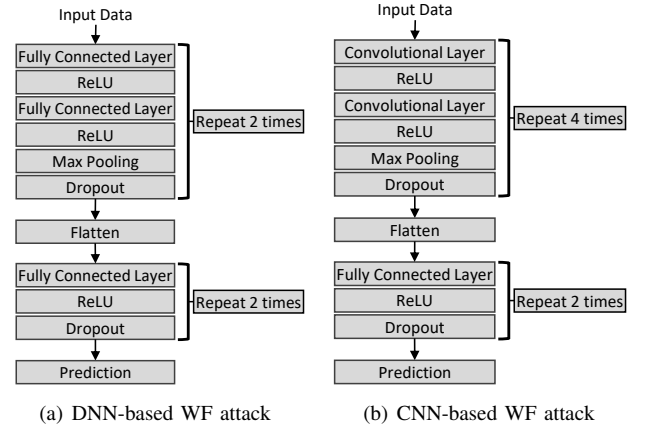 Input Data
Fully Connected Layer
ReLU
Fully Connected Layer
ReLU
Max Pooling
Dropout
Repeat 2 times
Flatten
Fully Connected Layer
ReLU
Dropout
Repeat 2 times
Prediction
(a) DNN-based WF attack
Input Data
Convolutional Layer
ReLU
Convolutional Layer
ReLU
Max Pooling
Dropout
Repeat 4 times
Flatten
Fully Connected Layer
ReLU
Dropout
Repeat 2 times
Prediction
(b) CNN-based WF attack